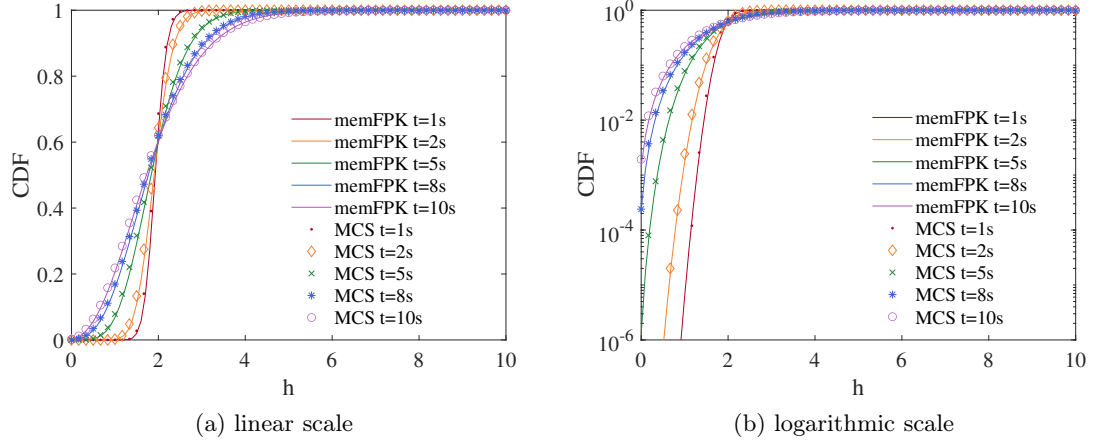 1
0.8
0.6
0.4
0.2
0
CDF
0 2 4 6 8 10
h
memFPK t=1s
memFPK t=2s
memFPK t=5s
memFPK t=8s
memFPK t=10s
MCS t=1s
MCS t=2s
MCS t=5s
MCS t=8s
MCS t=10s
(a) linear scale
10^0
10^-2
10^-4
10^-6
CDF
0 2 4 6 8 10
h
memFPK t=1s
memFPK t=2s
memFPK t=5s
memFPK t=8s
memFPK t=10s
MCS t=1s
MCS t=2s
MCS t=5s
MCS t=8s
MCS t=10s
(b) logarithmic scale